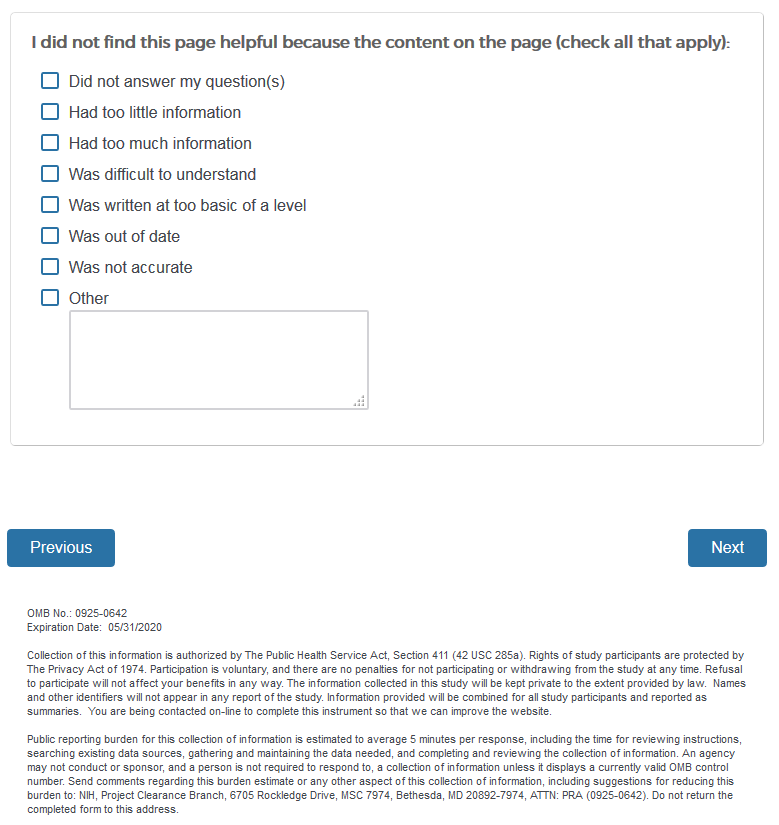 I did not find this page helpful because the content on the page (check all that apply):
Did not answer my question(s)
Had too little information
Had too much information
Was difficult to understand
Was written at too basic of a level
Was out of date
Was not accurate
Other
Previous
Next
OMB No.: 0925-0642
Expiration Date:  05/31/2020
Collection of this information is authorized by The Public Health Service Act, Section 411 (42 USC 285a). Rights of study participants are protected by
The Privacy Act of 1974. Participation is voluntary, and there are no penalties for not participating or withdrawing from the study at any time. Refusal
to participate will not affect your benefits in any way. The information collected in this study will be kept private to the extent provided by law.  Names
and other identifiers will not appear in any report of the study. Information provided will be combined for all study participants and reported as
summaries.  You are being contacted on-line to complete this instrument so that we can improve the website.
Public reporting burden for this collection of information is estimated to average 5 minutes per response, including the time for reviewing instructions,
searching existing data sources, gathering and maintaining the data needed, and completing and reviewing the collection of information. An agency
may not conduct or sponsor, and a person is not required to respond to, a collection of information unless it displays a currently valid OMB control
number. Send comments regarding this burden estimate or any other aspect of this collection of information, including suggestions for reducing this
burden to: NIH, Project Clearance Branch, 6705 Rockledge Drive, MSC 7974, Bethesda, MD 20892-7974, ATTN: PRA (0925-0642). Do not return the
completed form to this address.